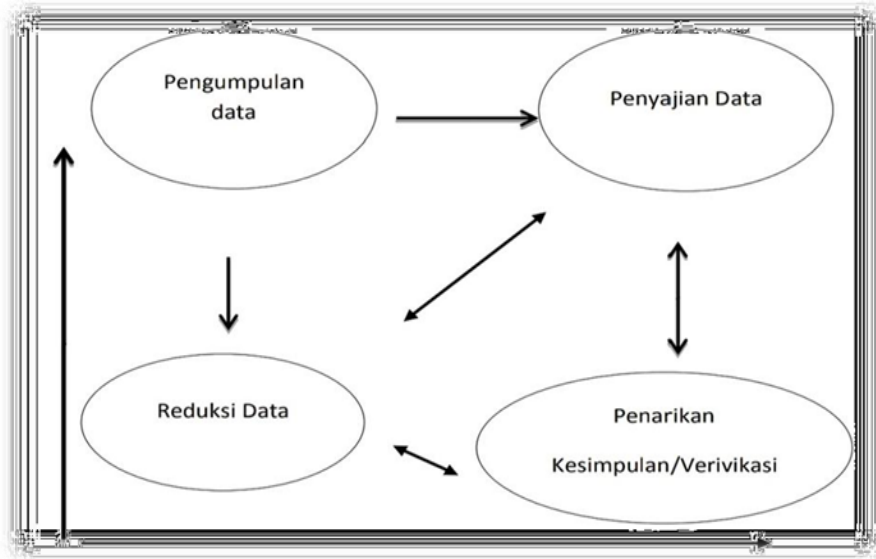 Pengumpulan
data
Penyajian Data
Reduksi Data
Penarikan
Kesimpulan/Verivikasi